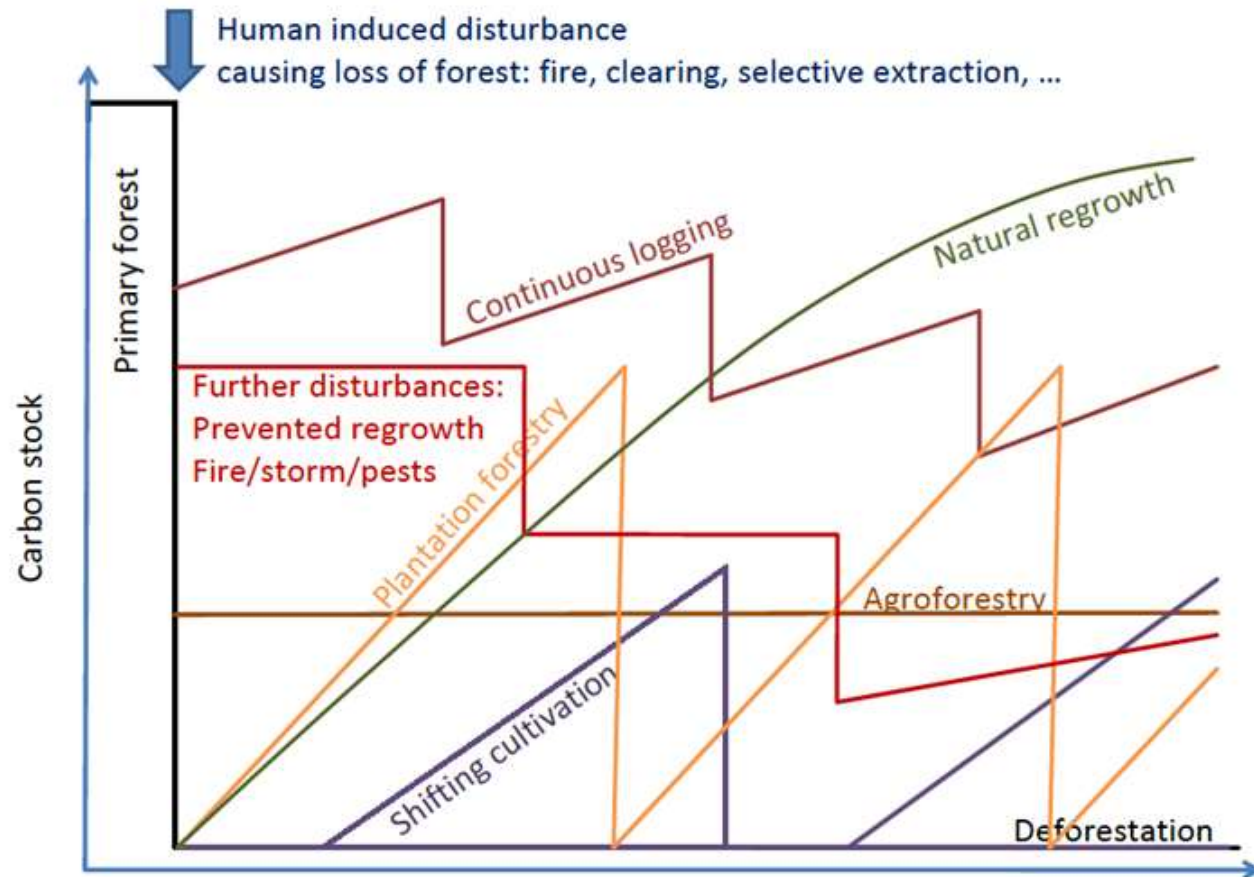 Human induced disturbance
causing loss of forest: fire, clearing, selective extraction, ...
Carbon stock
Primary forest
Continuous logging
Natural regrowth
Further disturbances:
Prevented regrowth
Fire/storm/pests
Plantation forestry
Agroforestry
Shifting cultivation
Deforestation